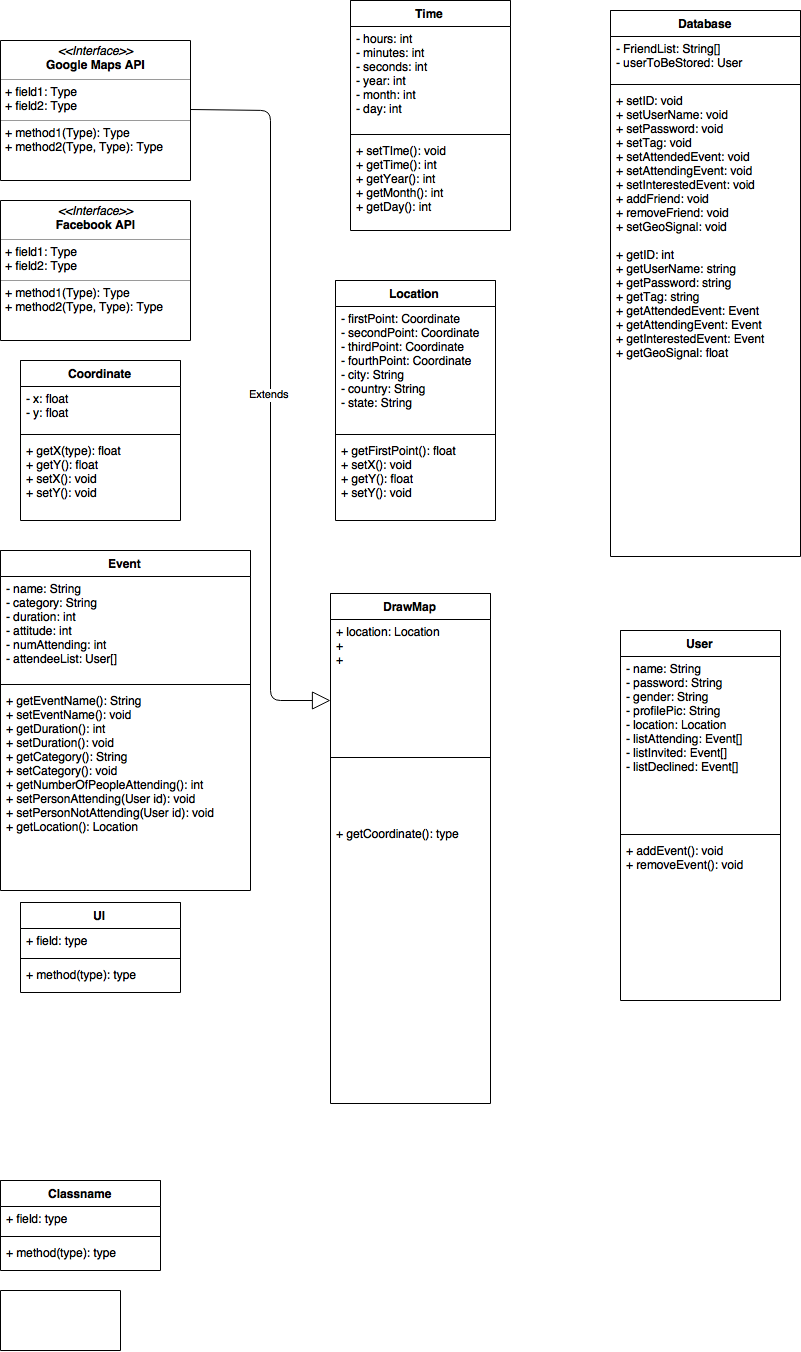 <<Interface>>
Google Maps API
+ field1: Type
+ field2: Type
+ method1(Type): Type
+ method2(Type, Type): Type
<<Interface>>
Facebook API
+ field1: Type
+ field2: Type
+ method1(Type): Type
+ method2(Type, Type): Type
Coordinate
- x: float
- y: float
+ getX(type): float
+ getY(): float
+ setX(): void
+ setY(): void
Event
- name: String
- category: String
- duration: int
- attitude: int
- numAttending: int
- attendeeList: User[]
+ getEventName(): String
+ setEventName(): void
+ getDuration(): int
+ setDuration(): void
+ getCategory(): String
+ setCategory(): void
+ getNumberOfPeopleAttending(): int
+ setPersonAttending(User id): void
+ setPersonNotAttending(User id): void
+ getLocation(): Location
UI
+ field: type
+ method(type): type
Classname
+ field: type
+ method(type): type
Extends
Time
- hours: int
- minutes: int
- seconds: int
- year: int
- month: int
- day: int
+ setTIme(): void
+ getTime(): int
+ getYear(): int
+ getMonth(): int
+ getDay(): int
Location
- firstPoint: Coordinate
- secondPoint: Coordinate
- thirdPoint: Coordinate
- fourthPoint: Coordinate
- city: String
- country: String
- state: String
+ getFirstPoint(): float
+ setX(): void
+ getY(): float
+ setY(): void
DrawMap
+ location: Location
+
+
+ getCoordinate(): type
Database
- FriendList: String[]
- userToBeStored: User
+ setID: void
+ setUserName: void
+ setPassword: void
+ setTag: void
+ setAttendedEvent: void
+ setAttendingEvent: void
+ setInterestedEvent: void
+ addFriend: void
+ removeFriend: void
+ setGeoSignal: void
+ getID: int
+ getUserName: string
+ getPassword: string
+ getTag: string
+ getAttendedEvent: Event
+ getAttendingEvent: Event
+ getInterestedEvent: Event
+ getGeoSignal: float
User
- name: String
- password: String
- gender: String
- profilePic: String
- location: Location
- listAttending: Event[]
- listInvited: Event[]
- listDeclined: Event[]
+ addEvent(): void
+ removeEvent(): void